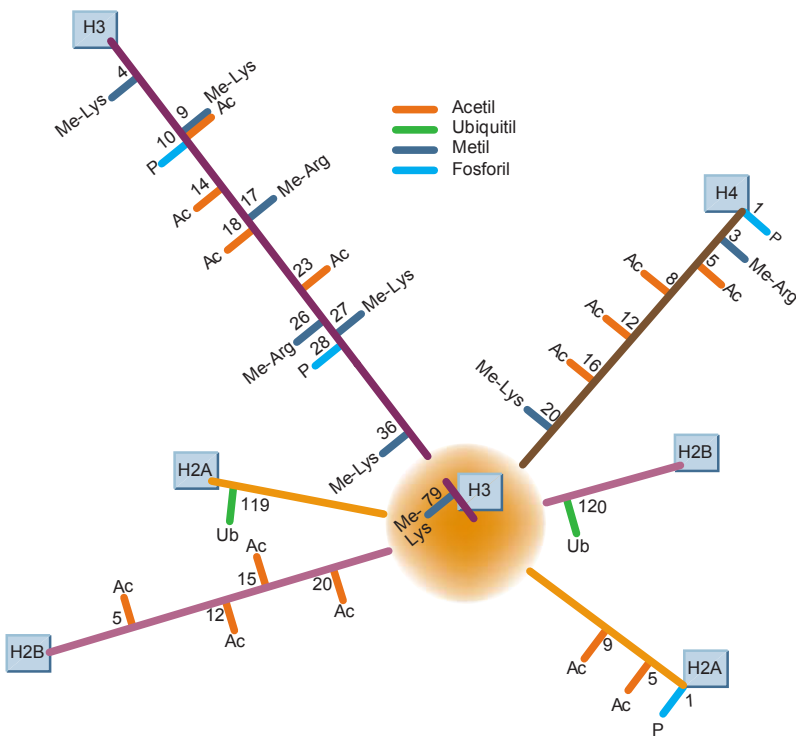 H3
4
Me-Lys
9
Me-Lys
Ac
10
P
14
Ac
17
Me-Arg
18
Ac
23
Ac
26
Me-Arg
27
Me-Lys
28
P
36
Me-Lys
Acetil
Ubiquitil
Metil
Fosforil
H4
1
P
3
Me-Arg
5
Ac
8
Ac
12
Ac
16
Ac
20
Me-Lys
H2A
119
Ub
H3
79
Me-
Lys
H2B
120
Ub
H2B
5
Ac
12
Ac
15
Ac
20
Ac
H2A
9
Ac
5
Ac
1
P